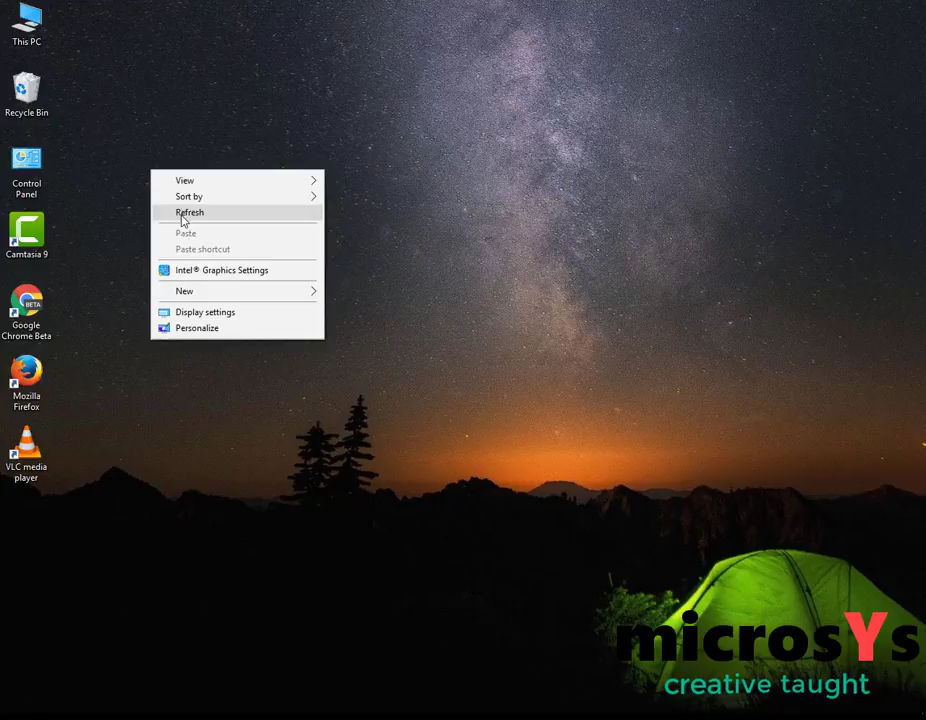 This PC
Recycle Bin
Control
Panel
Camtasia 9
BETA
Google
Chrome Beta
Mozilla
Firefox
VLC media
player
View
Sort by
Refresh
Paste
Paste shortcut
Intel® Graphics Settings
New
Display settings
Personalize
microsYs
creative taught